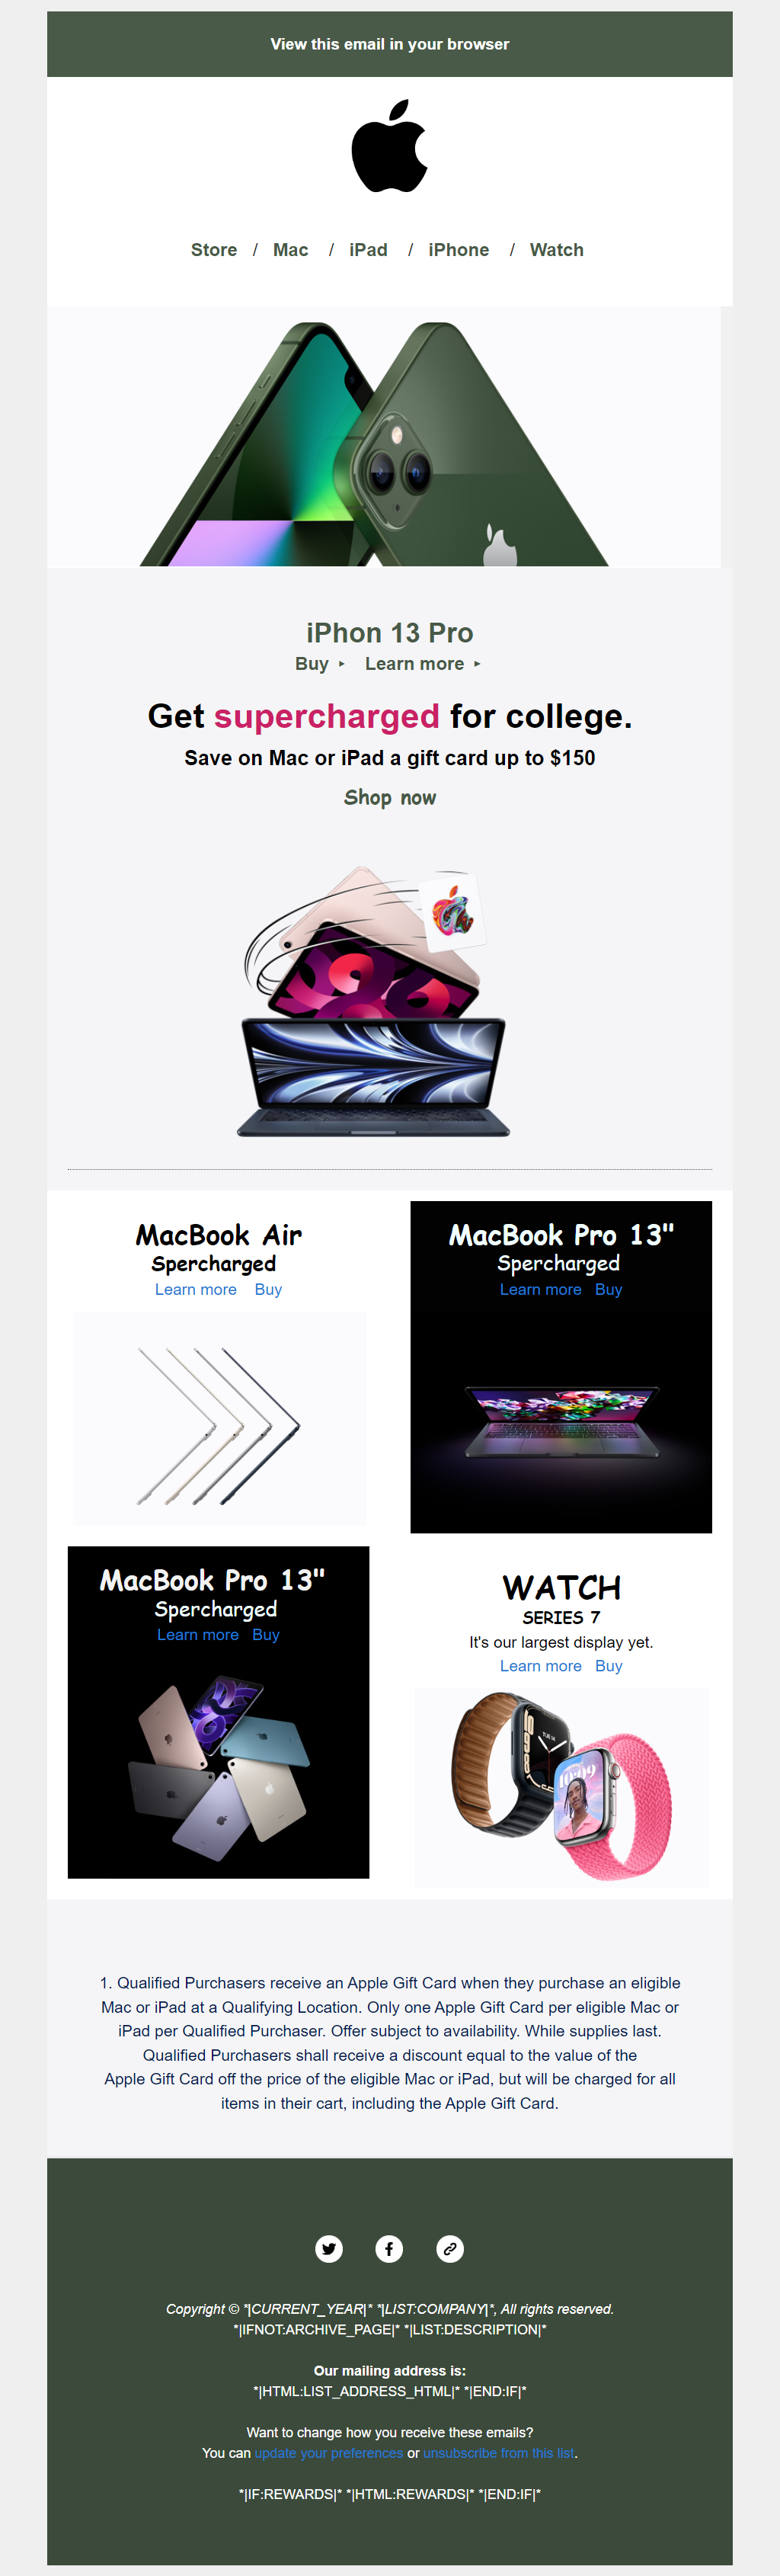 View this email in your browser
Store / Mac / iPad / iPhone / Watch
iPhon 13 Pro
Buy ▸ Learn more ▸
Get supercharged for college.
Save on Mac or iPad a gift card up to $150
Shop now
MacBook Air
Spercharged
Learn more Buy
MacBook Pro 13"
Spercharged
Learn more Buy
MacBook Pro 13"
Spercharged
Learn more Buy
WATCH
SERIES 7
It's our largest display yet.
Learn more Buy
10:09
1. Qualified Purchasers receive an Apple Gift Card when they purchase an eligible
Mac or iPad at a Qualifying Location. Only one Apple Gift Card per eligible Mac or
iPad per Qualified Purchaser. Offer subject to availability. While supplies last.
Qualified Purchasers shall receive a discount equal to the value of the
Apple Gift Card off the price of the eligible Mac or iPad, but will be charged for all
items in their cart, including the Apple Gift Card.
Copyright © *|CURRENT_YEAR|* *|LIST:COMPANY|*, All rights reserved.
*|IFNOT:ARCHIVE_PAGE|* *|LIST:DESCRIPTION|*
Our mailing address is:
*|HTML:LIST_ADDRESS_HTML|* *|END:IF|*
Want to change how you receive these emails?
You can update your preferences or unsubscribe from this list.
*|IF:REWARDS|* *|HTML:REWARDS|* *|END:IF|*